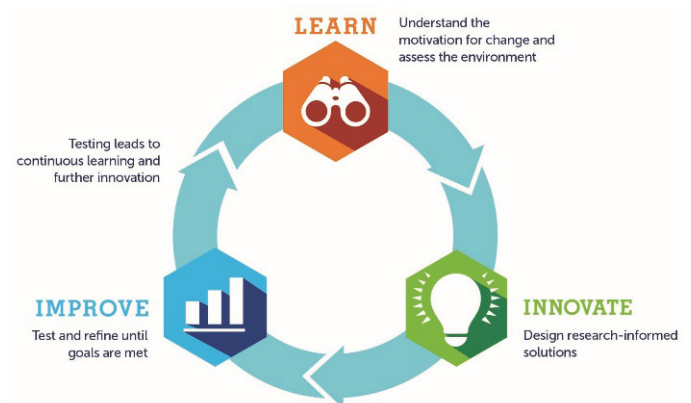 LEARN
Understand the
motivation for change and
assess the environment
Testing leads to
continuous learning and
further innovation
IMPROVE
Test and refine until
goals are met
INNOVATE
Design research-informed
solutions